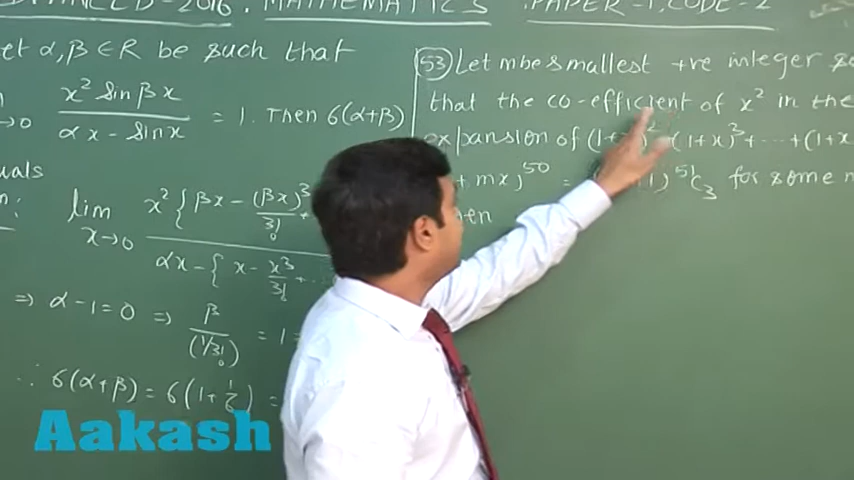 2016, MATHEMATICS PAPER-1, CODE-2
et α, β ∈ R be such that
x² sin βx / αx - sin x = 1. Then 6(α+β)
→0
uals
n:
lim x→0 x² { βx - (βx)³/3! + / αx - { x - x³/3! + ...
⇒ α - 1 = 0 ⇒ β/(1/3!) = 1
∴ 6(α+β) = 6(1 + 1/6) =
(53) Let m be smallest +ve integer
that the co-efficient of x² in the
expansion of (1+ )² (1+x)³ + ... + (1+x
+ mx)⁵⁰ = 1) ⁵¹C₃ for some
en
Aakash